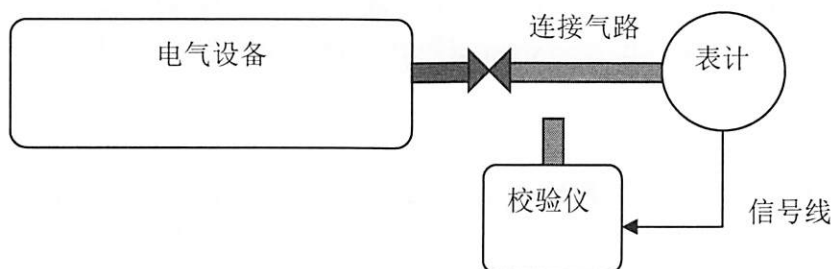 连接气路
电气设备
表计
校验仪
信号线